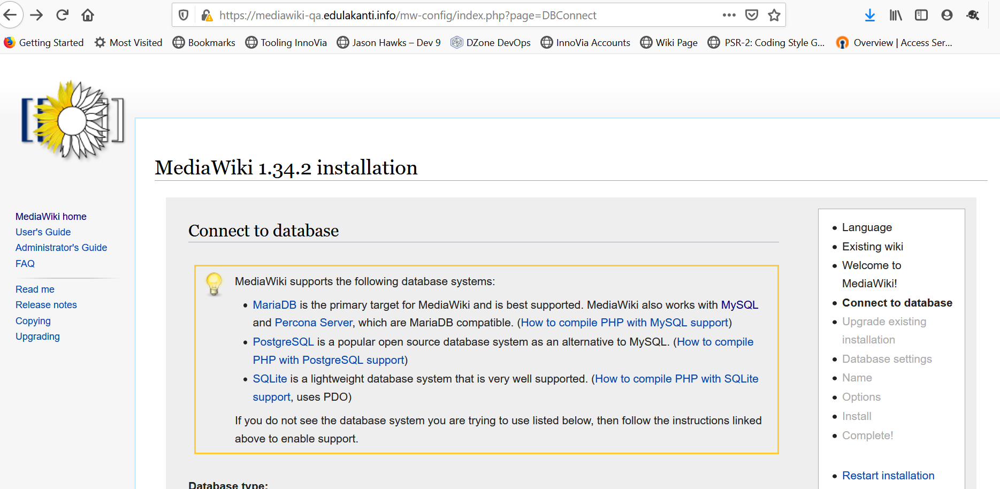 https://mediawiki-qa.edulakanti.info/mw-config/index.php?page=DBConnect
Getting Started
Most Visited
Bookmarks
Tooling InnoVia
Jason Hawks – Dev 9
DZone DevOps
InnoVia Accounts
Wiki Page
PSR-2: Coding Style G...
Overview | Access Ser...
MediaWiki home
User's Guide
Administrator's Guide
FAQ
Read me
Release notes
Copying
Upgrading
MediaWiki 1.34.2 installation
Connect to database
MediaWiki supports the following database systems:
MariaDB is the primary target for MediaWiki and is best supported. MediaWiki also works with MySQL
and Percona Server, which are MariaDB compatible. (How to compile PHP with MySQL support)
PostgreSQL is a popular open source database system as an alternative to MySQL. (How to compile
PHP with PostgreSQL support)
SQLite is a lightweight database system that is very well supported. (How to compile PHP with SQLite
support, uses PDO)
If you do not see the database system you are trying to use listed below, then follow the instructions linked
above to enable support.
Database type:
Language
Existing wiki
Welcome to
MediaWiki!
Connect to database
Upgrade existing
installation
Database settings
Name
Options
Install
Complete!
Restart installation